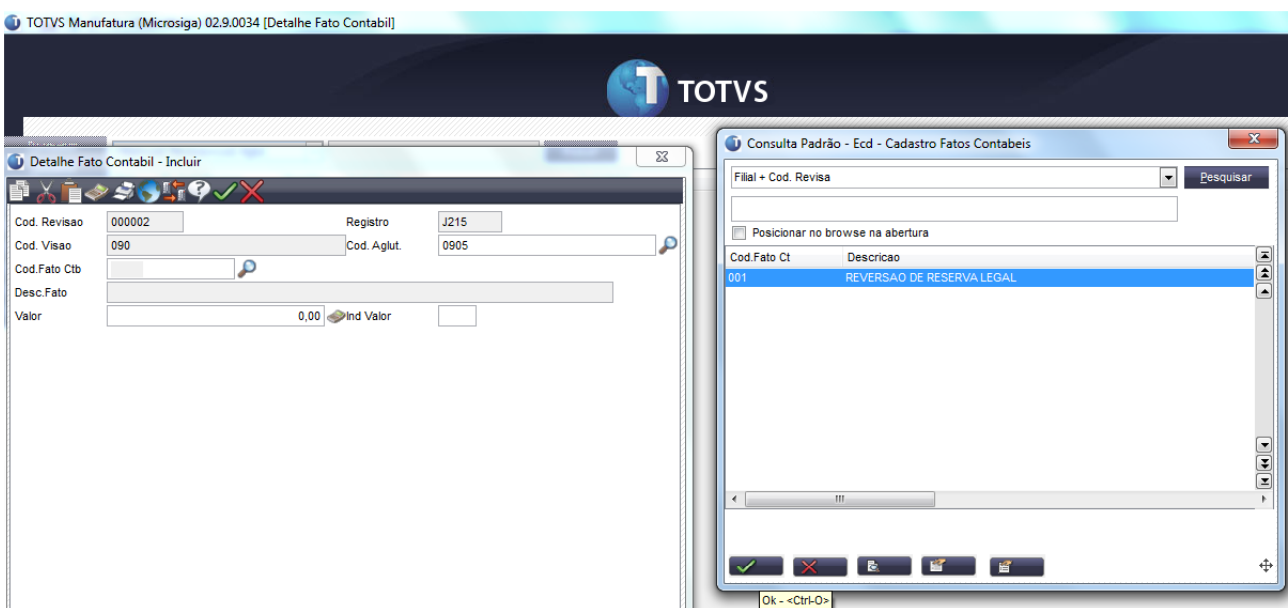 TOTVS Manufatura (Microsiga) 02.9.0034 [Detalhe Fato Contabil]
TOTVS
Detalhe Fato Contabil - Incluir
Cod. Revisao 000002 Registro J215
Cod. Visao 090 Cod. Aglut. 0905
Cod.Fato Ctb
Desc.Fato
Valor 0,00 Ind Valor
Consulta Padrão - Ecd - Cadastro Fatos Contabeis
Filial + Cod. Revisa Pesquisar
Posicionar no browse na abertura
Cod.Fato Ct Descricao
001 REVERSAO DE RESERVA LEGAL
Ok - <Ctrl-O>